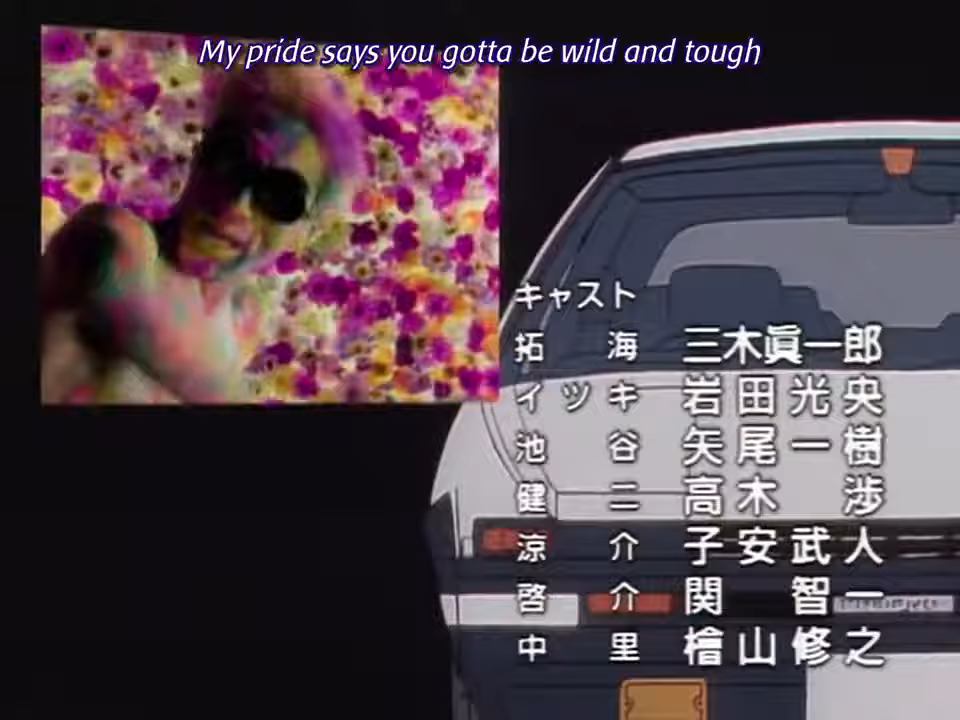 My pride says you gotta be wild and tough
キャスト
拓海 三木眞一郎
イツキ 岩田光央
池谷 矢尾一樹
健二 高木 渉
涼介 子安武人
啓介 関 智一
中里 檜山修之